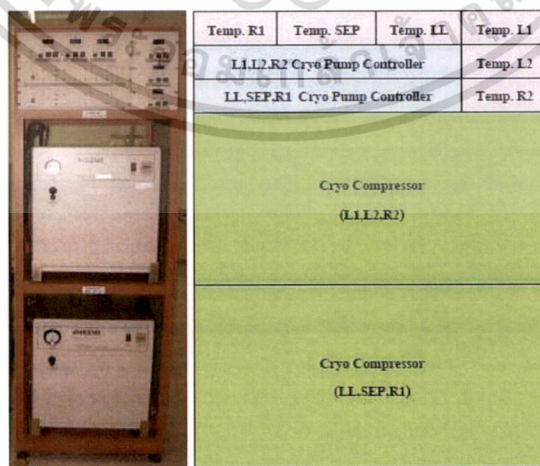 Temp. R1 Temp. SEP Temp. LL Temp. L1
L1,L2,R2 Cryo Pump Controller Temp. L2
LL,SEP,R1 Cryo Pump Controller Temp. R2
Cryo Compressor
(L1,L2,R2)
Cryo Compressor
(LL,SEP,R1)